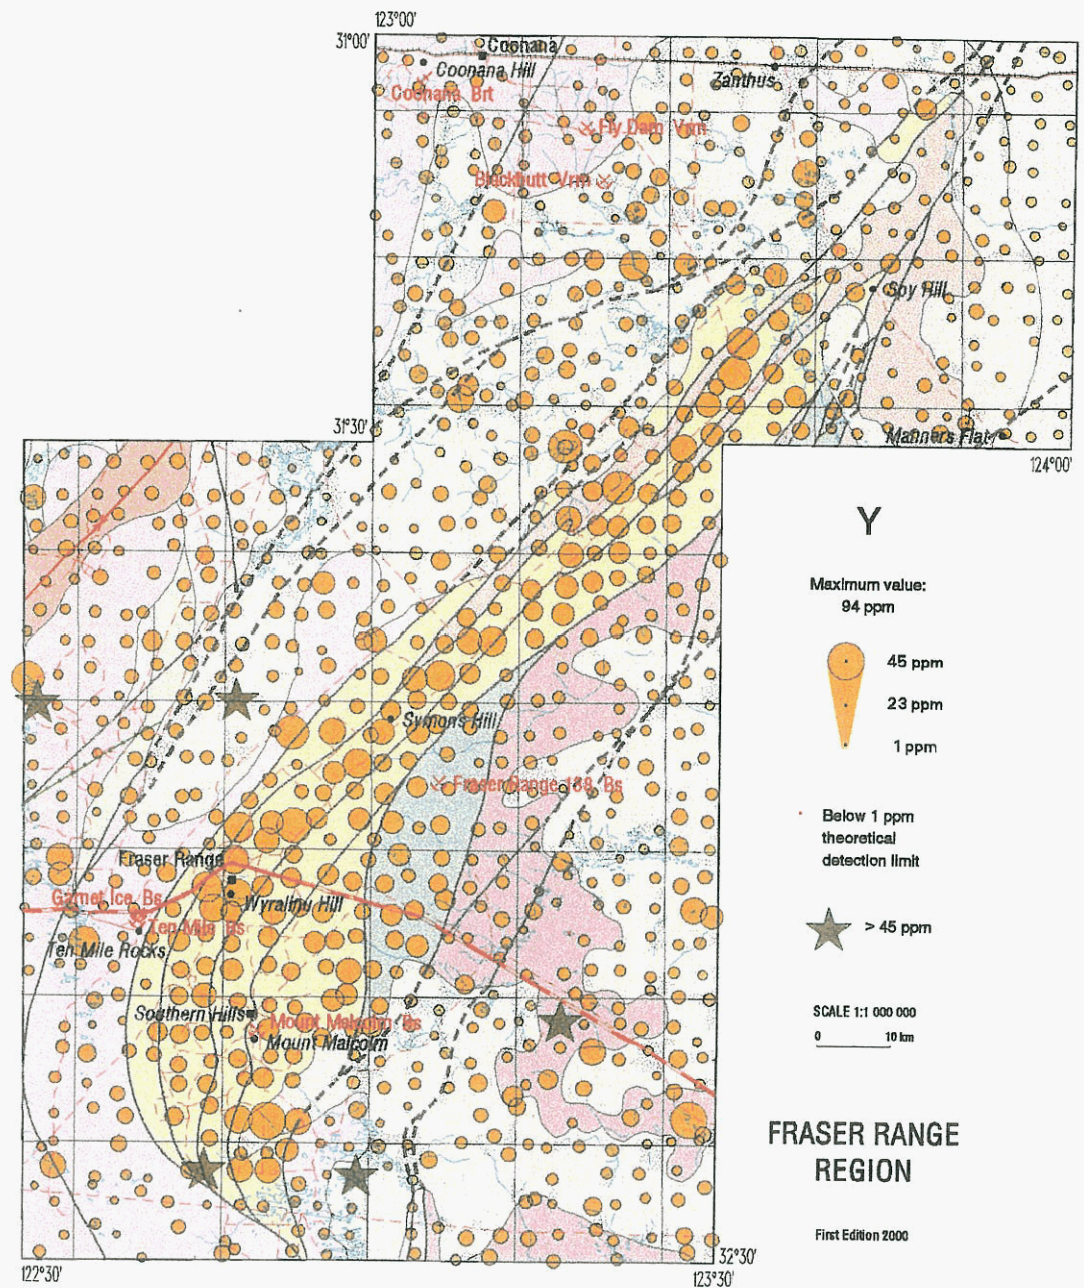 123°00'
31°00'
Coonana
Coonana Hill
Zanthus
Coonana Brt
Fly Dam Vrm
Blackbutt Vrm
Spy Hill
31°30'
Manners Flat
124°00'
Y
Maximum value:
94 ppm
45 ppm
23 ppm
1 ppm
Symons Hill
Fraser Range 188 Bs
Below 1 ppm
theoretical
detection limit
Fraser Range
Wyralinu Hill
Garnet Ice Bs
Ten Mile Bs
Ten Mile Rocks
> 45 ppm
Southern Hills
Mount Malcolm Bs
Mount Malcolm
SCALE 1:1 000 000
0 10 km
FRASER RANGE
REGION
First Edition 2000
32°30'
122°30'
123°30'